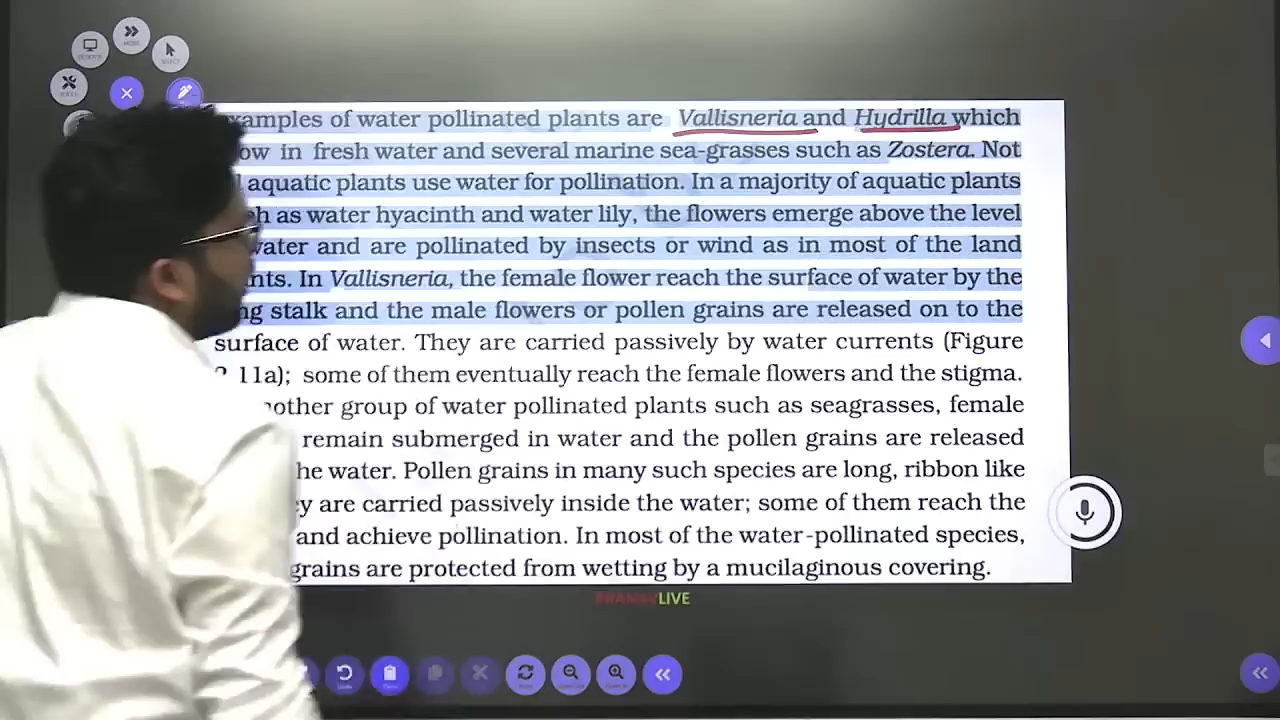 MORE
DESKTOP
SELECT
TOOLS
xamples of water pollinated plants are Vallisneria and Hydrilla which
ow in fresh water and several marine sea-grasses such as Zostera. Not
aquatic plants use water for pollination. In a majority of aquatic plants
h as water hyacinth and water lily, the flowers emerge above the level
water and are pollinated by insects or wind as in most of the land
nts. In Vallisneria, the female flower reach the surface of water by the
ng stalk and the male flowers or pollen grains are released on to the
surface of water. They are carried passively by water currents (Figure
11a); some of them eventually reach the female flowers and the stigma.
other group of water pollinated plants such as seagrasses, female
remain submerged in water and the pollen grains are released
he water. Pollen grains in many such species are long, ribbon like
ey are carried passively inside the water; some of them reach the
and achieve pollination. In most of the water-pollinated species,
grains are protected from wetting by a mucilaginous covering.
PRANAVLIVE